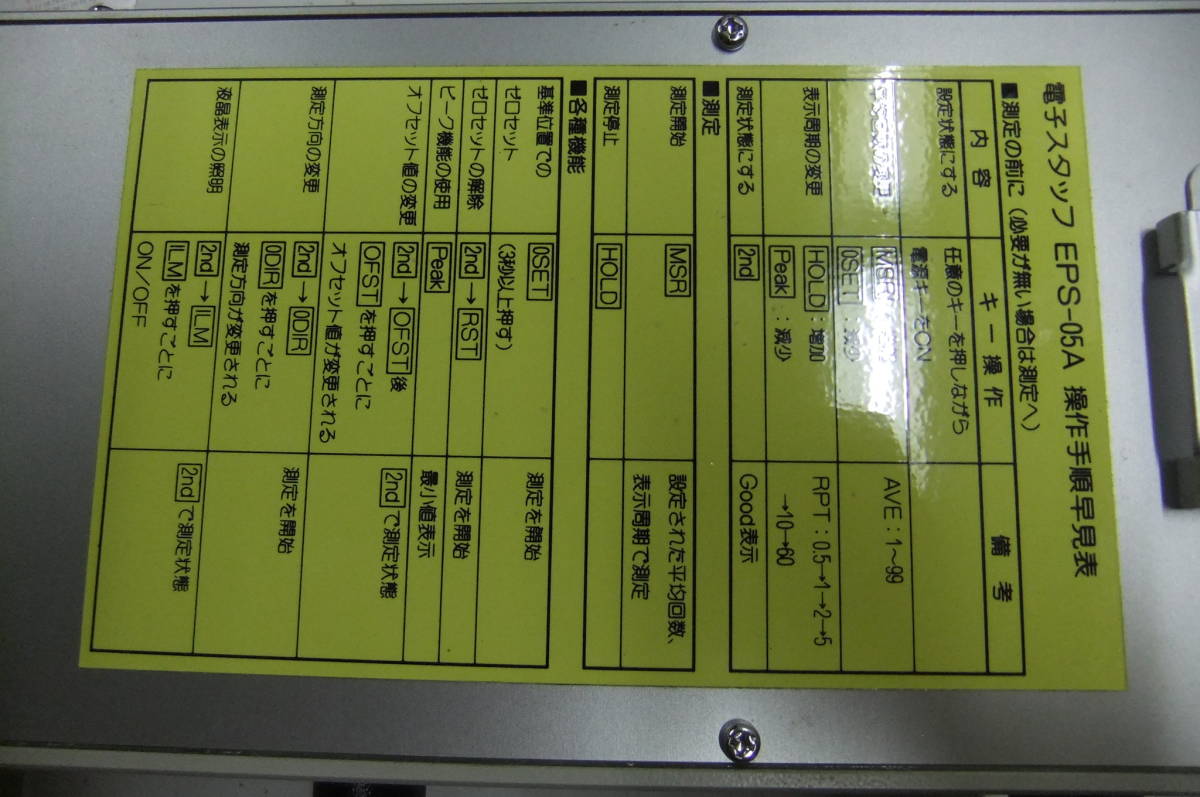 電子スタッフ EPS-05A 操作手順早見表
■測定の前に（必要が無い場合は測定へ）
内容 キー操作 備考
設定状態にする 任意のキーを押しながら
電源キーをON
MSR AVE：1～99
0SET：減少
表示周期の変更 HOLD：増加 RPT：0.5→1→2→5
Peak：減少 →10→60
測定状態にする 2nd Good表示
■測定
測定開始 MSR 設定された平均回数、
表示周期で測定
測定停止 HOLD
■各種機能
基準位置での 0SET 測定を開始
ゼロセット （3秒以上押す）
ゼロセットの解除 2nd→RST 測定を開始
ピーク機能の使用 Peak 最小値表示
オフセット値の変更 2nd→OFST後 2ndで測定状態
OFSTを押すごとに
オフセット値が変更される
測定方向の変更 2nd→0DIR 測定を開始
0DIRを押すごとに
測定方向が変更される
液晶表示の照明 2nd→ILM 2ndで測定状態
ILMを押すごとに
ON/OFF